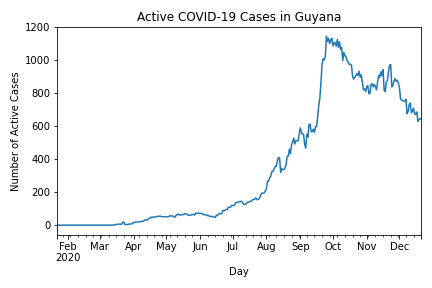 Active COVID-19 Cases in Guyana
1200
1000
800
600
400
200
0
Number of Active Cases
Feb Mar Apr May Jun Jul Aug Sep Oct Nov Dec
2020
Day